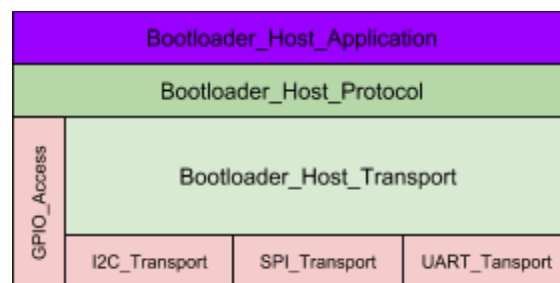 Bootloader_Host_Application
Bootloader_Host_Protocol
GPIO_Access
Bootloader_Host_Transport
I2C_Transport
SPI_Transport
UART_Tansport